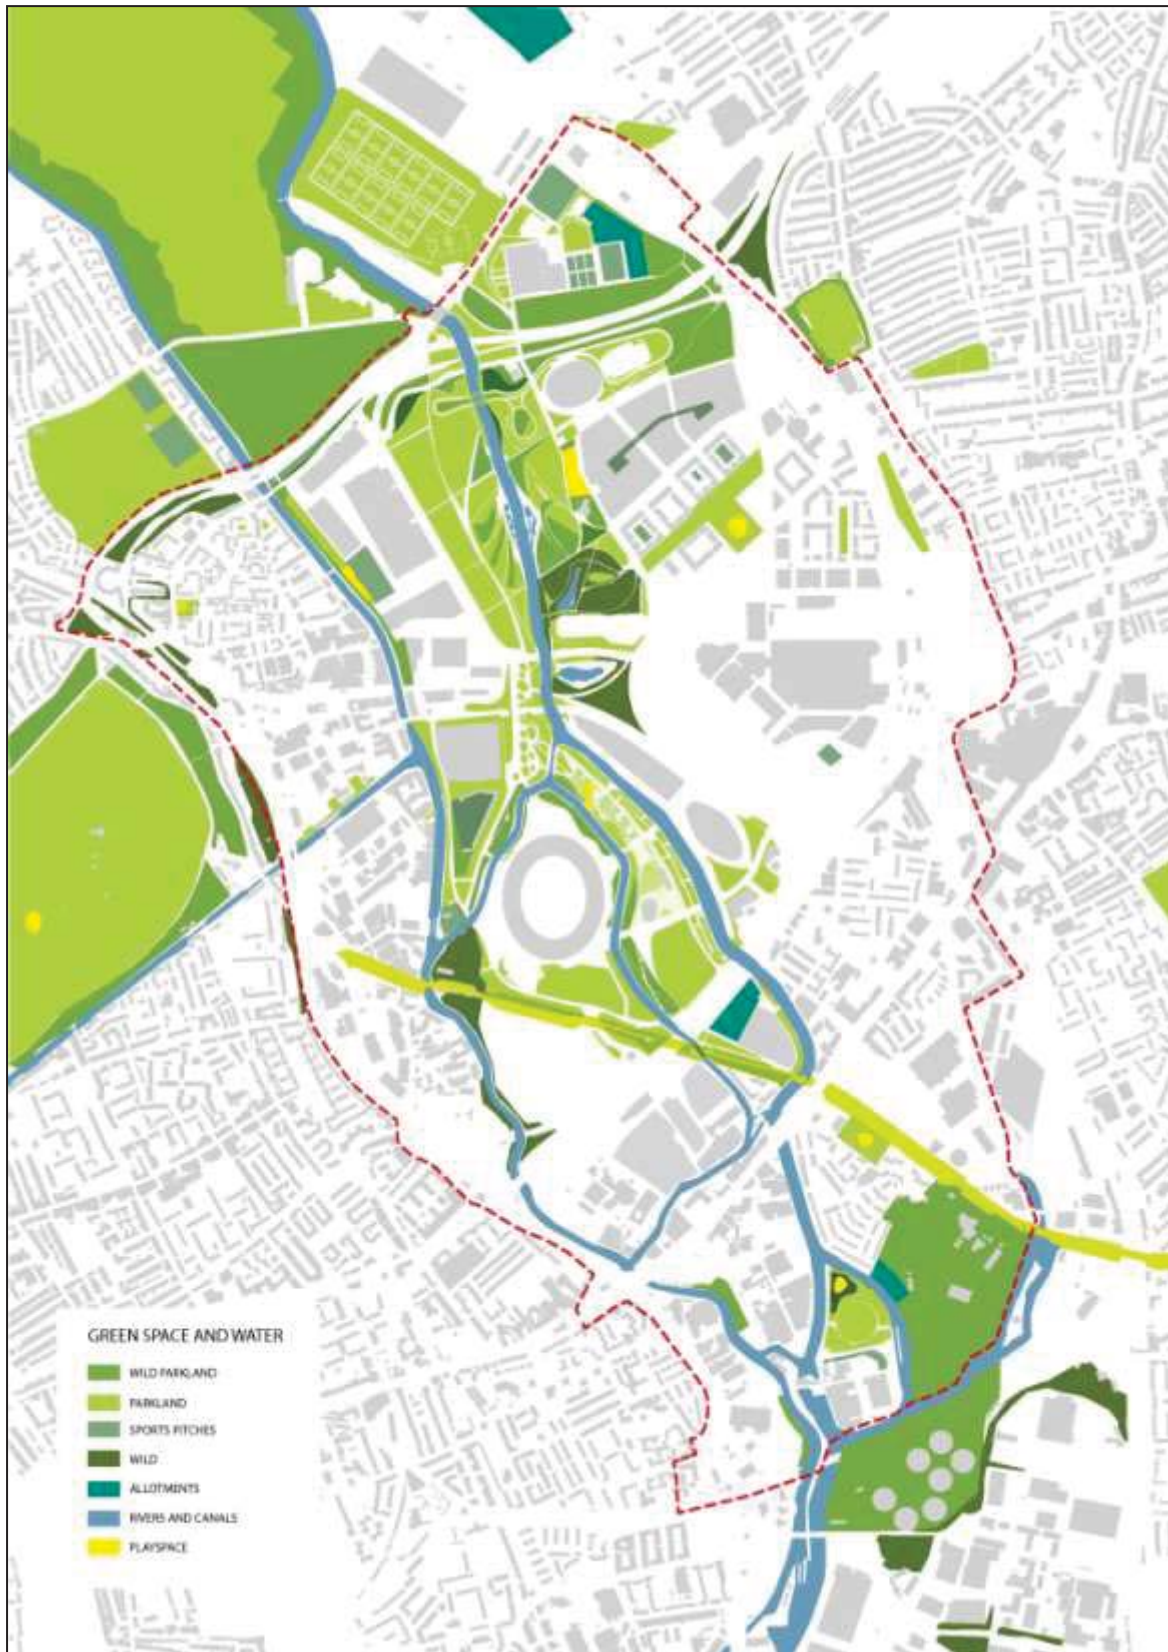 GREEN SPACE AND WATER
WILD PARKLAND
PARKLAND
SPORTS PITCHES
WILD
ALLOTMENTS
RIVERS AND CANALS
PLAYSPACE